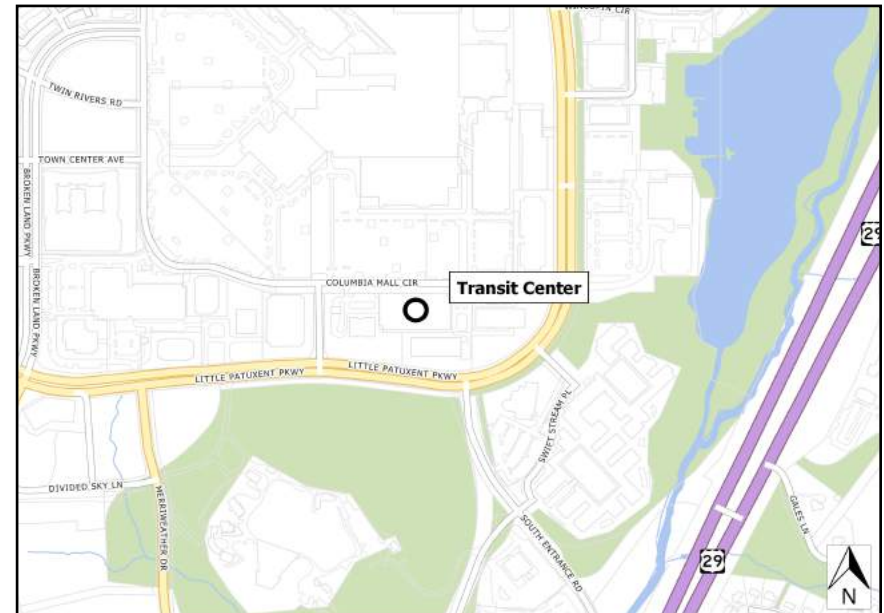 WINCOPIN CIR
TWIN RIVERS RD
TOWN CENTER AVE
BROKEN LAND PKWY
29
BROKEN LAND PKWY
COLUMBIA MALL CIR
Transit Center
LITTLE PATUXENT PKWY
LITTLE PATUXENT PKWY
SWIFT STREAM PL
DIVIDED SKY LN
MERRIWEATHER DR
SOUTH ENTRANCE RD
GALES LN
29
N